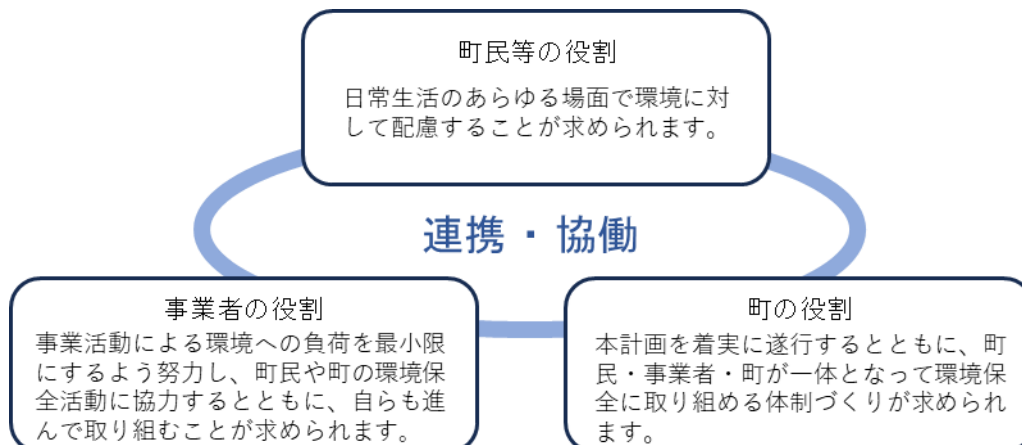 町民等の役割
日常生活のあらゆる場面で環境に対
して配慮することが求められます。
連携・協働
事業者の役割
事業活動による環境への負荷を最小限
にするよう努力し、町民や町の環境保
全活動に協力するとともに、自らも進
んで取り組むことが求められます。
町の役割
本計画を着実に遂行するとともに、町
民・事業者・町が一体となって環境保
全に取り組める体制づくりが求められ
ます。